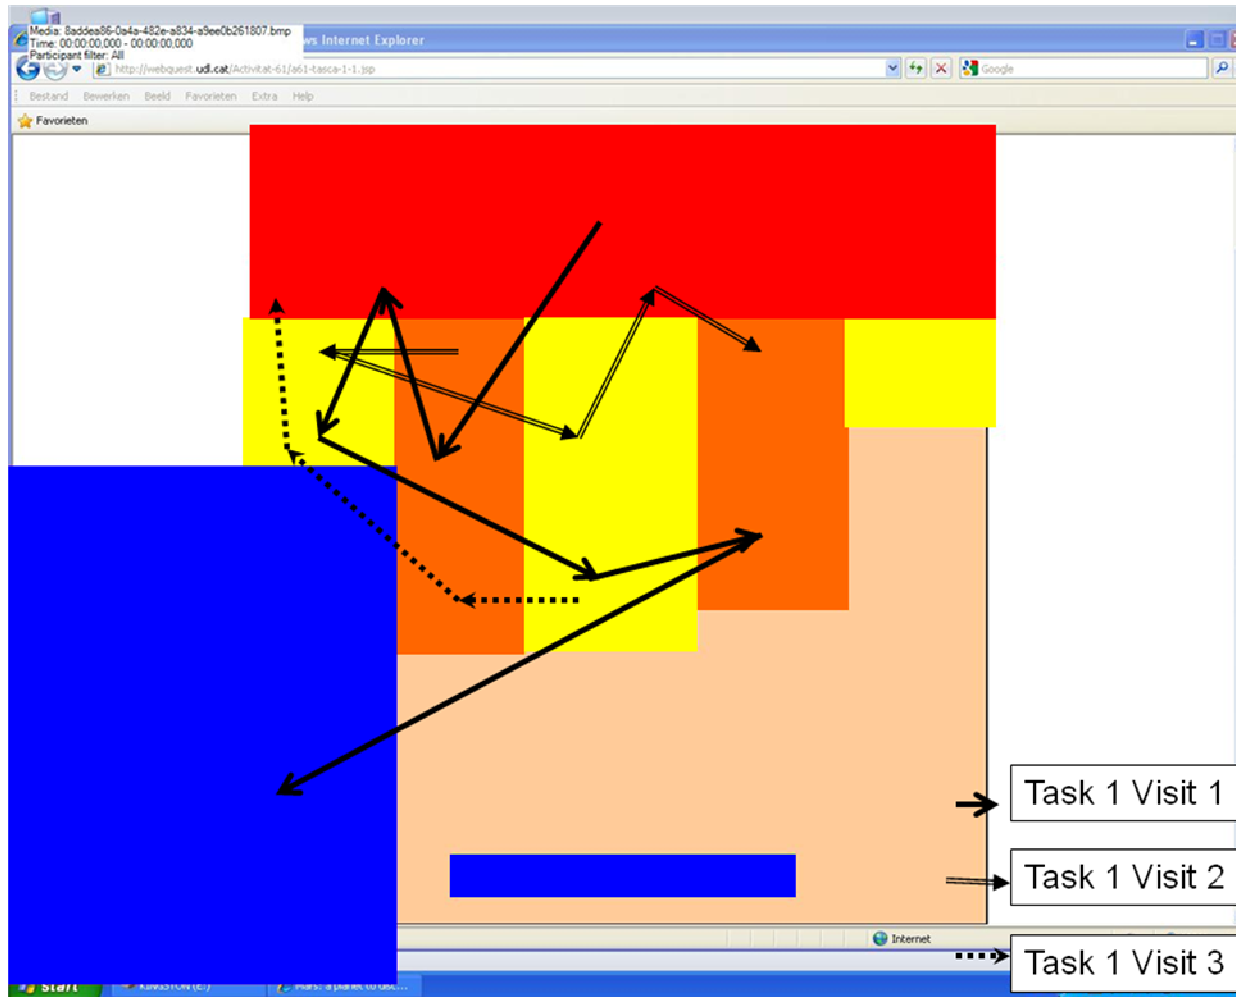 Media: 8addea86-0a4a-482e-a834-a9ee0b261807.bmp
ws Internet Explorer
Time: 00:00:00,000 - 00:00:00,000
Participant filter: All
http://webquest.udl.cat/Activitat-61/a61-tasca-1-1.jsp
Google
Bestand Bewerken Beeld Favorieten Extra Help
Favorieten
Task 1 Visit 1
Task 1 Visit 2
Internet
Task 1 Visit 3
start
KINGSTON (E:)
Mars: a planet to disc...